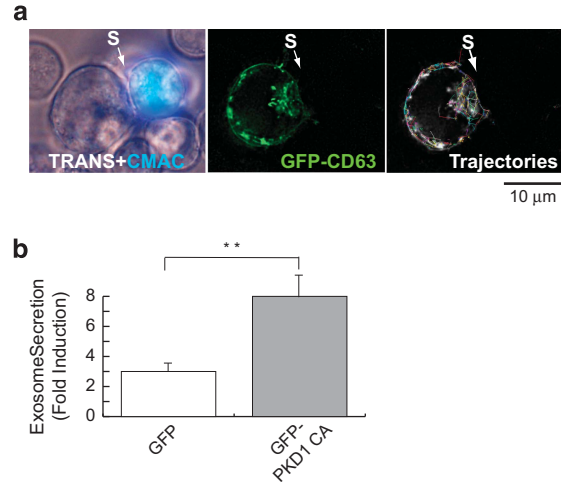 a
S
S
S
TRANS+CMAC
GFP-CD63
Trajectories
10 μm
b
**
ExosomeSecretion
(Fold Induction)
8
6
4
2
0
GFP
GFP-
PKD1 CA